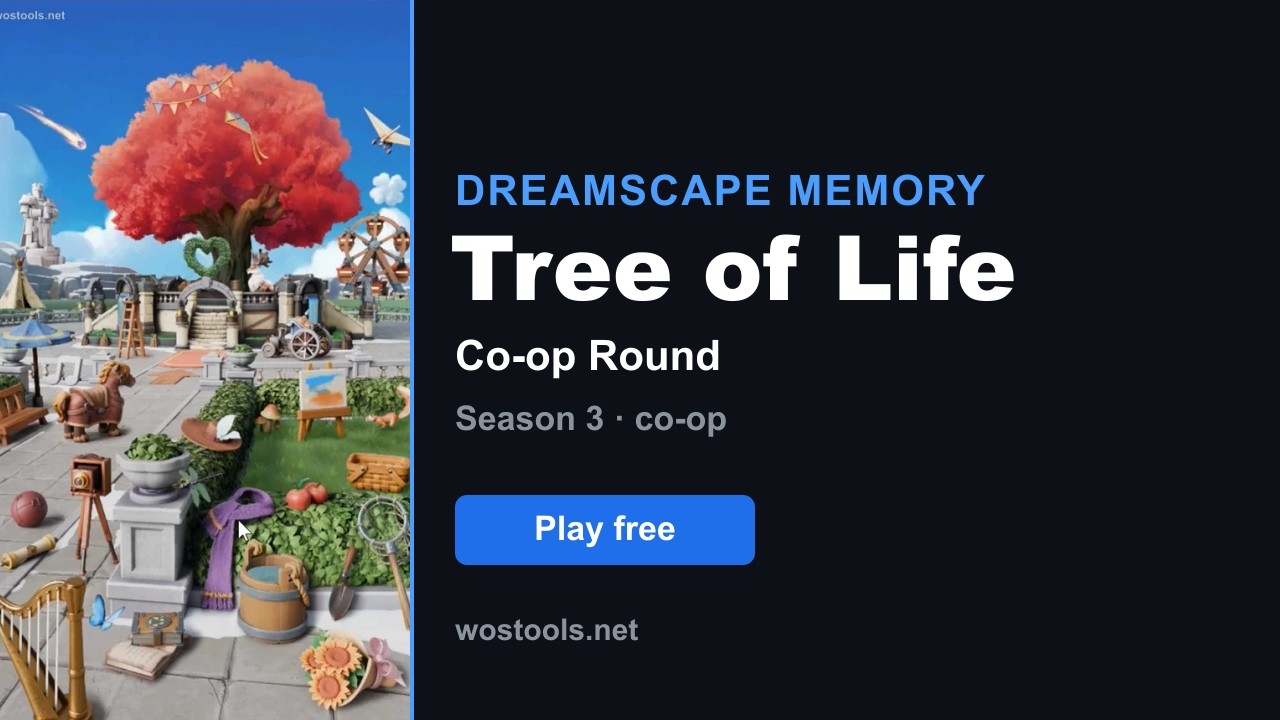 wostools.net
DREAMSCAPE MEMORY
Tree of Life
Co-op Round
Season 3 · co-op
Play free
wostools.net